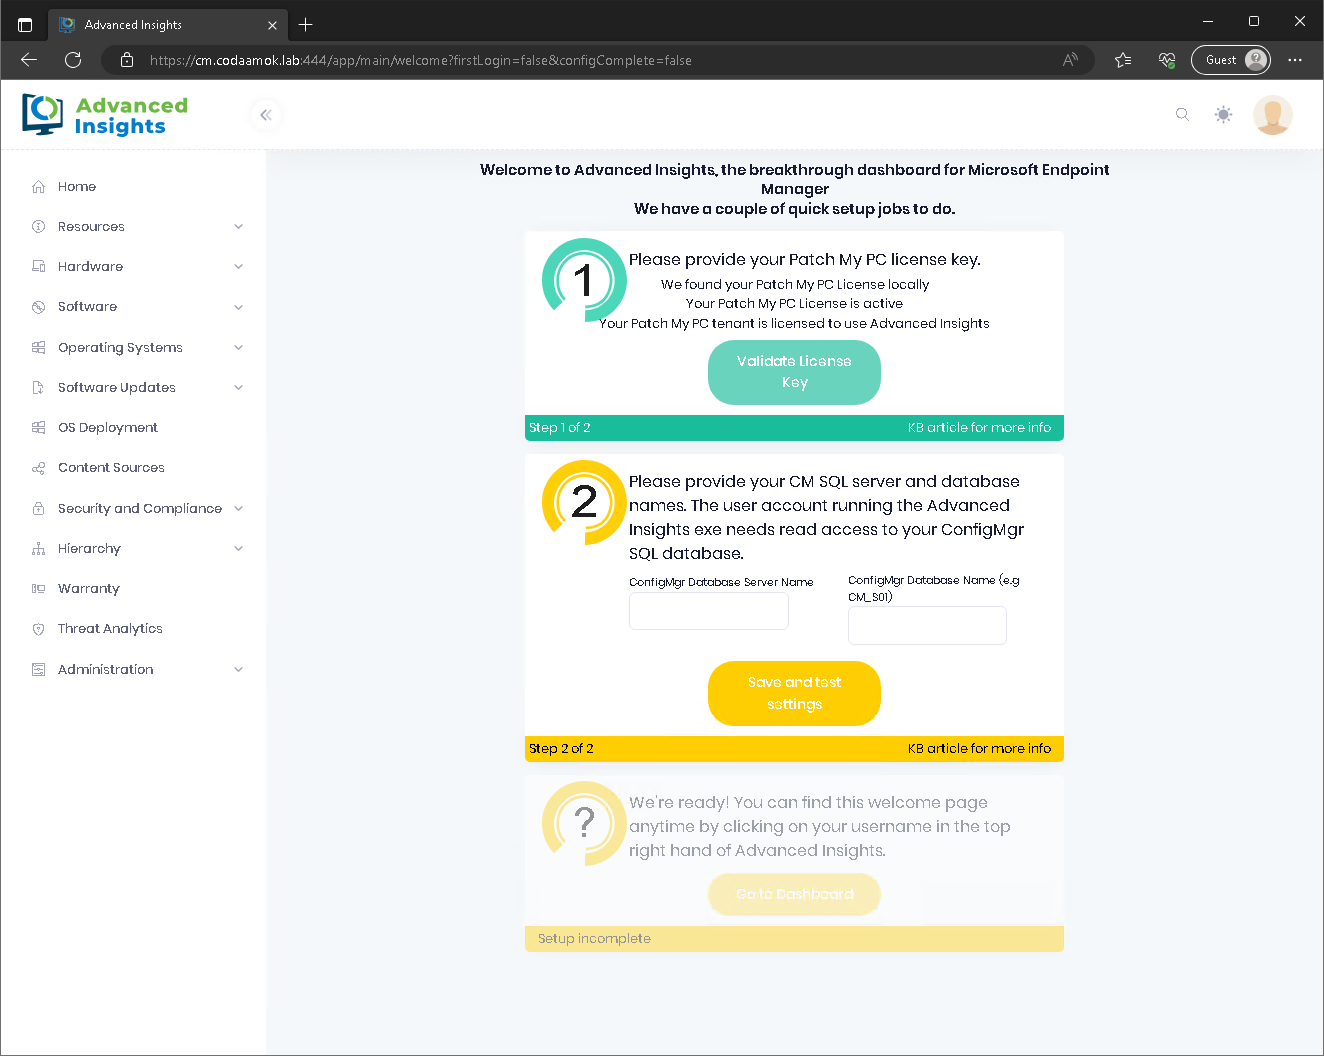 Advanced Insights
https://cm.codaamok.lab:444/app/main/welcome?firstLogin=false&configComplete=false
Guest
Advanced
Insights
Home
Resources
Hardware
Software
Operating Systems
Software Updates
OS Deployment
Content Sources
Security and Compliance
Hierarchy
Warranty
Threat Analytics
Administration
Welcome to Advanced Insights, the breakthrough dashboard for Microsoft Endpoint
Manager
We have a couple of quick setup jobs to do.
1
Please provide your Patch My PC license key.
We found your Patch My PC License locally
Your Patch My PC License is active
Your Patch My PC tenant is licensed to use Advanced Insights
Validate License
Key
Step 1 of 2
KB article for more info
2
Please provide your CM SQL server and database
names. The user account running the Advanced
Insights exe needs read access to your ConfigMgr
SQL database.
ConfigMgr Database Server Name
ConfigMgr Database Name (e.g
CM_S01)
Save and test
settings
Step 2 of 2
KB article for more info
?
We're ready! You can find this welcome page
anytime by clicking on your username in the top
right hand of Advanced Insights.
Go to Dashboard
Setup incomplete